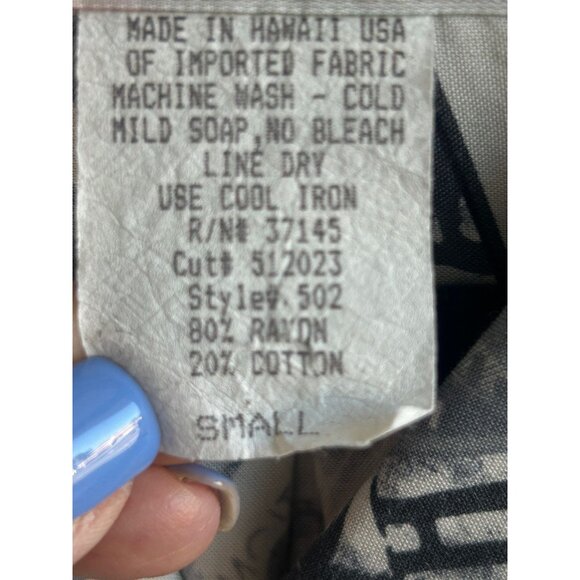 MADE IN HAWAII USA
OF IMPORTED FABRIC
MACHINE WASH - COLD
MILD SOAP,NO BLEACH
LINE DRY
USE COOL IRON
R/N# 37145
Cut# 512023
Style#. 502
80% RAYON
20% COTTON
SMALL